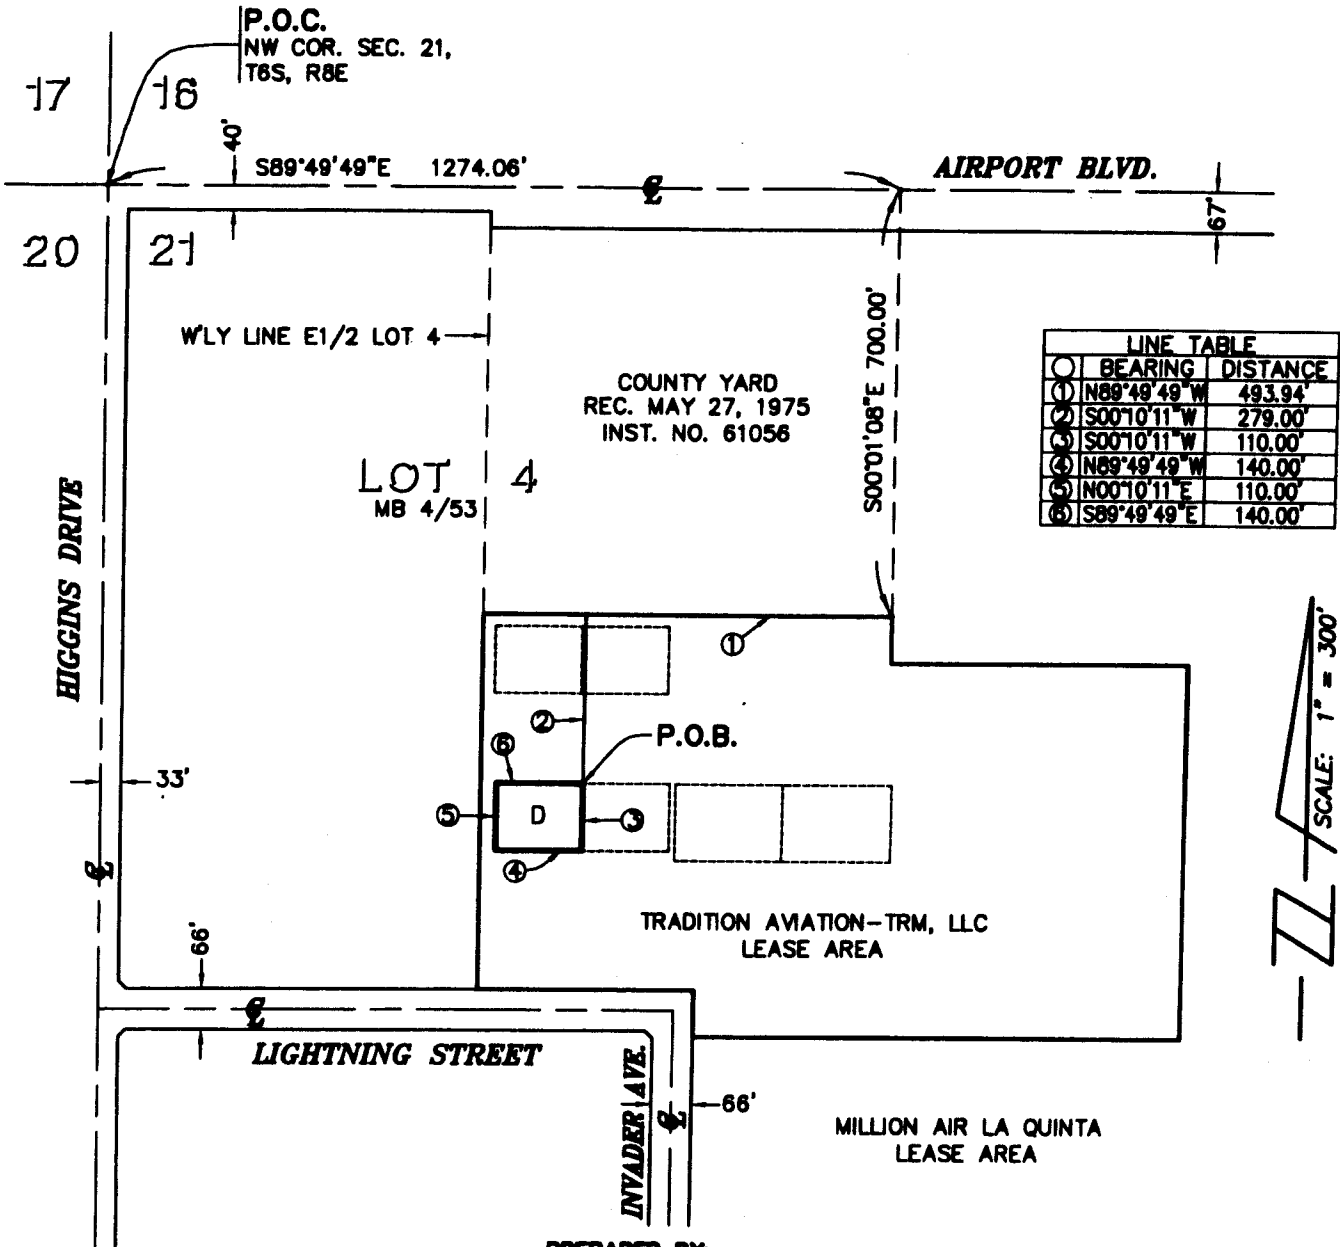 P.O.C.
NW COR. SEC. 21,
T6S, R8E
17
16
40'
S89°49'49"E 1274.06'
℄
AIRPORT BLVD.
67'
20
21
W'LY LINE E1/2 LOT 4
COUNTY YARD
REC. MAY 27, 1975
INST. NO. 61056
S00°01'08"E 700.00'
LOT 4
MB 4/53
LINE TABLE
○ BEARING DISTANCE
① N89°49'49"W 493.94'
② S00°10'11"W 279.00'
③ S00°10'11"W 110.00'
④ N89°49'49"W 140.00'
⑤ N00°10'11"E 110.00'
⑥ S89°49'49"E 140.00'
HIGGINS DRIVE
①
②
P.O.B.
⑥
33'
⑤
D
③
④
℄
SCALE: 1" = 300'
TRADITION AVIATION-TRM, LLC
LEASE AREA
66'
℄
LIGHTNING STREET
INVADER AVE.
℄
66'
MILLION AIR LA QUINTA
LEASE AREA